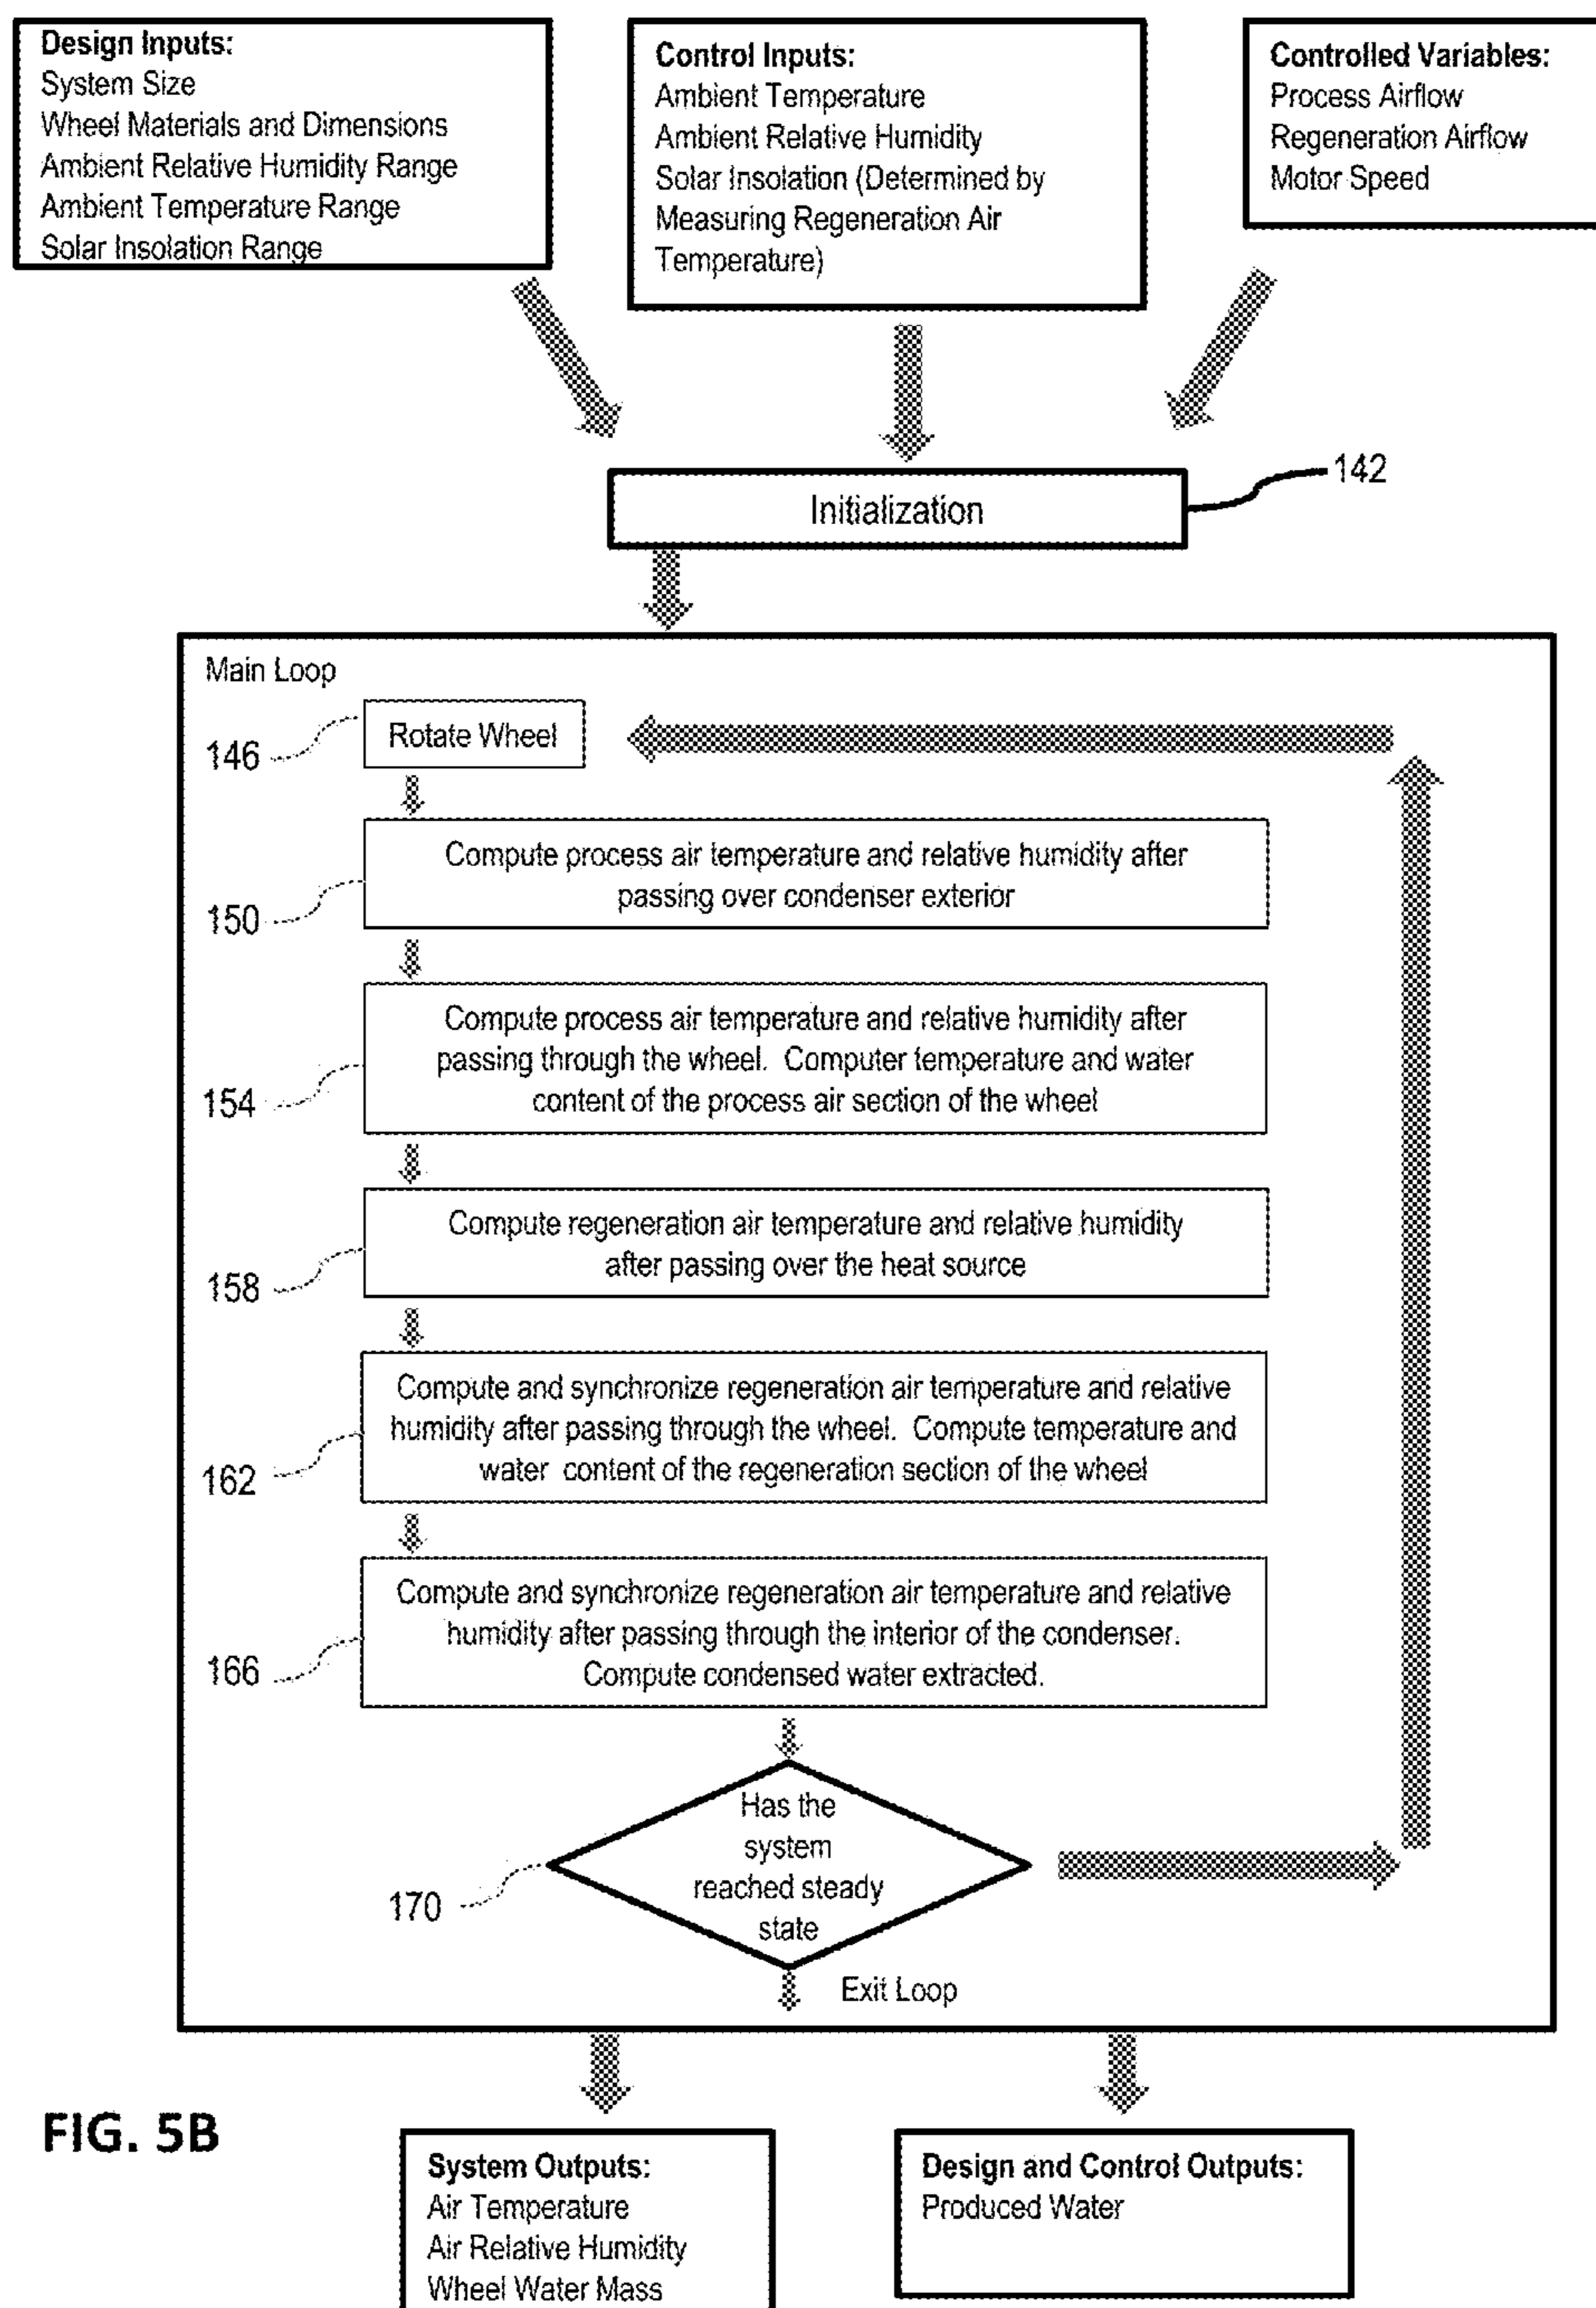 Design Inputs:
System Size
Wheel Materials and Dimensions
Ambient Relative Humidity Range
Ambient Temperature Range
Solar Insolation Range
Control Inputs:
Ambient Temperature
Ambient Relative Humidity
Solar Insolation (Determined by
Measuring Regeneration Air
Temperature)
Controlled Variables:
Process Airflow
Regeneration Airflow
Motor Speed
Initialization
142
Main Loop
Rotate Wheel
146
Compute process air temperature and relative humidity after
passing over condenser exterior
150
Compute process air temperature and relative humidity after
passing through the wheel. Computer temperature and water
content of the process air section of the wheel
154
Compute regeneration air temperature and relative humidity
after passing over the heat source
158
Compute and synchronize regeneration air temperature and relative
humidity after passing through the wheel. Compute temperature and
water content of the regeneration section of the wheel
162
Compute and synchronize regeneration air temperature and relative
humidity after passing through the interior of the condenser.
Compute condensed water extracted.
166
Has the
system
reached steady
state
170
Exit Loop
FIG. 5B
System Outputs:
Air Temperature
Air Relative Humidity
Wheel Water Mass
Design and Control Outputs:
Produced Water